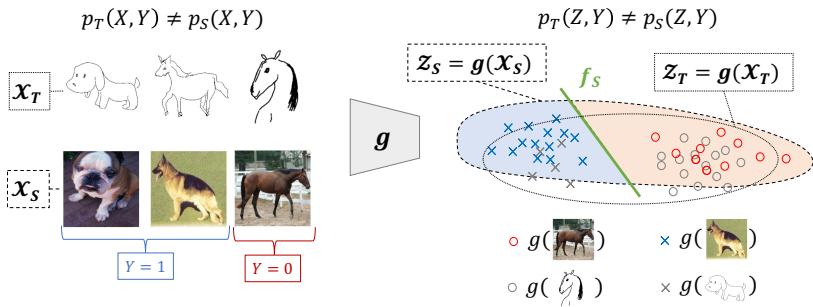 p_T(X, Y) ≠ p_S(X, Y)
p_T(Z, Y) ≠ p_S(Z, Y)
𝒵_S = g(𝒳_S)
f_S
𝒵_T = g(𝒳_T)
𝒳_T
g
𝒳_S
Y = 1
Y = 0
g( )
g( )
g( )
g( )